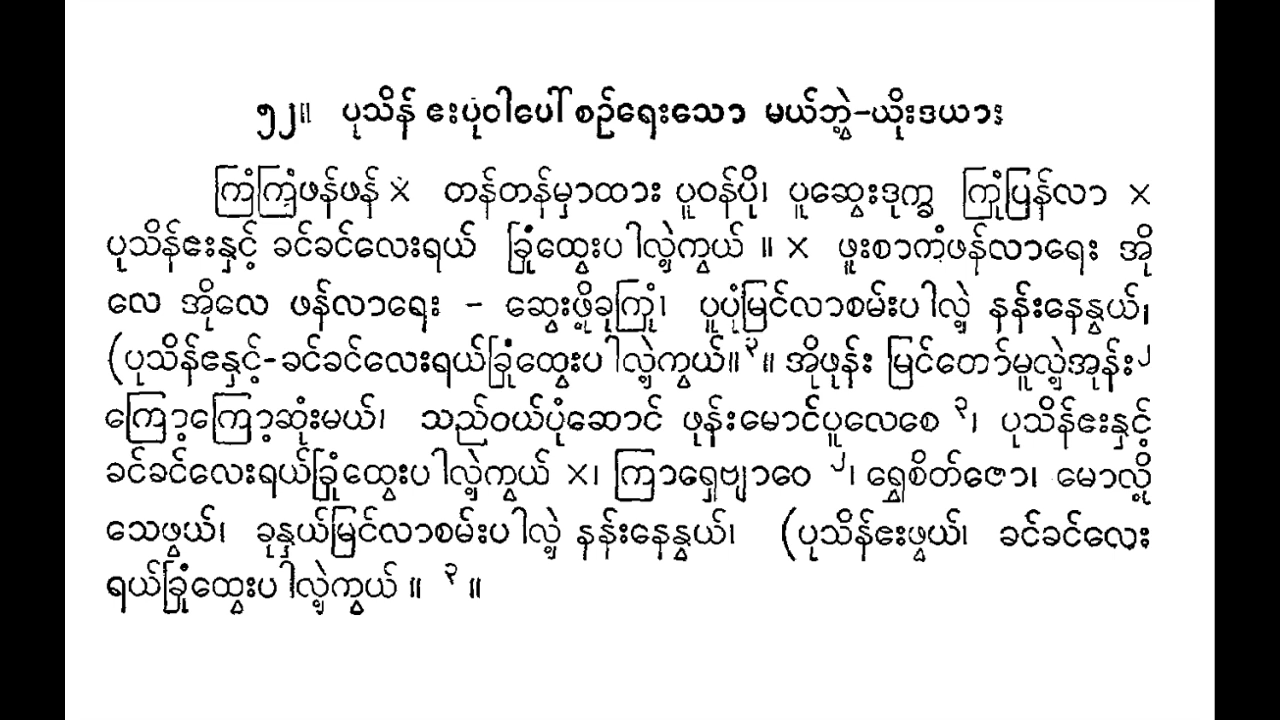 ၅၂။ ပုသိန် ဧးပုံဝါပေါ် စဉ်ရေးသော မယ်ဘွဲ့-ယိုးဒယား
ကြံကြံဖန်ဖန် × တန်တန်မှာထား ပူဝန်ပို၊ ပူဆွေးဒုက္ခ ကြုံပြန်လာ ×
ပုသိန်ဧးနှင့် ခင်ခင်လေးရယ် ခြုံထွေးပါလှဲ့ကွယ် ။ × ဖူးစာကံဖန်လာရေး အို
လေ အိုလေ ဖန်လာရေး - ဆွေးဖို့ခုကြုံ၊ ပူပုံမြင်လာစမ်းပါလှဲ့ နန်းနေနွယ်၊
(ပုသိန်ဧနှင့်-ခင်ခင်လေးရယ်ခြုံထွေးပါလှဲ့ကွယ်။၃။ အိုဖုန်း မြင်တော်မူလှဲ့အုန်း၂
ကြော့ကြော့ဆုံးမယ်၊ သည်ဝယ်ပုံဆောင် ဖုန်းမောင်ပူလေစေ ၃၊ ပုသိန်ဧးနှင့်
ခင်ခင်လေးရယ်ခြုံထွေးပါလှဲ့ကွယ် ×၊ ကြာရှေဗျာဝေ ၂၊ ရွှေစိတ်ဇော၊ မောလို့
သေဖွယ်၊ ခုနှယ်မြင်လာစမ်းပါလှဲ့ နန်းနေနွယ်၊ (ပုသိန်ဧးဖွယ်၊ ခင်ခင်လေး
ရယ်ခြုံထွေးပါလှဲ့ကွယ် ။ ၃ ။